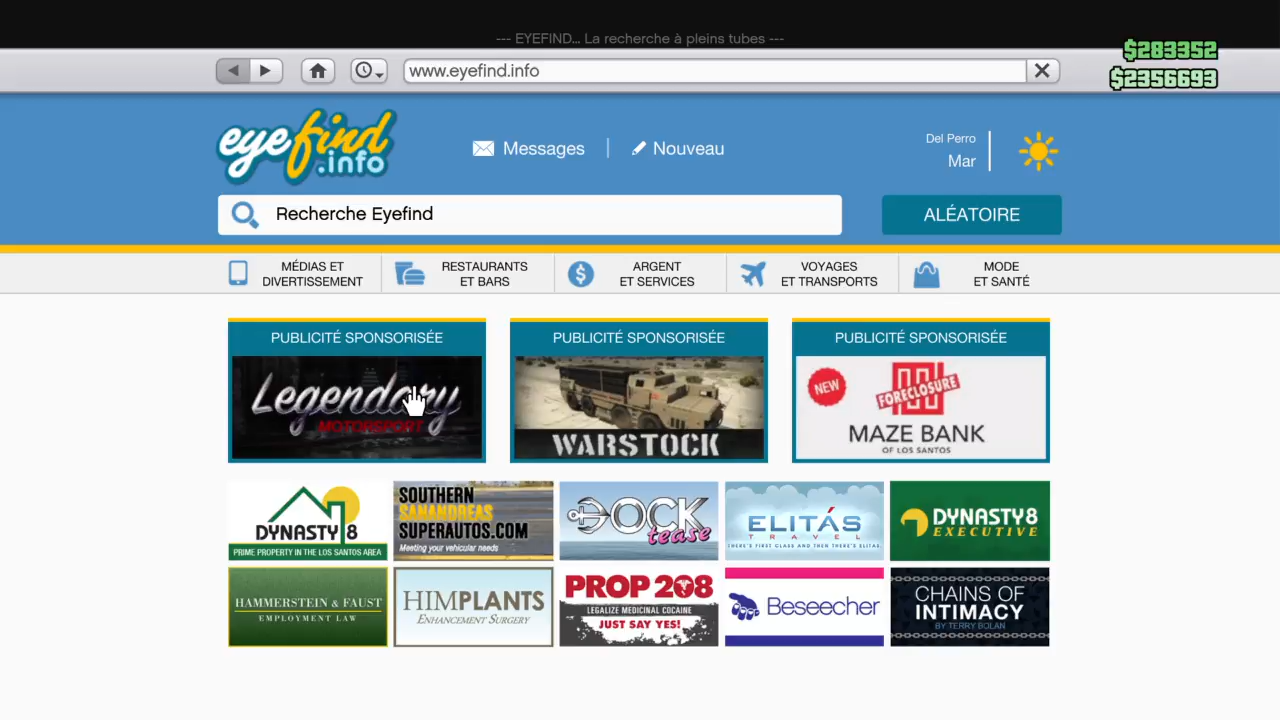 --- EYEFIND... La recherche à pleins tubes ---
$283352
www.eyefind.info
$2356693
eyefind
.info
Messages
Nouveau
Del Perro
Mar
Recherche Eyefind
ALÉATOIRE
MÉDIAS ET
DIVERTISSEMENT
RESTAURANTS
ET BARS
ARGENT
ET SERVICES
VOYAGES
ET TRANSPORTS
MODE
ET SANTÉ
PUBLICITÉ SPONSORISÉE
Legendary
MOTORSPORT
PUBLICITÉ SPONSORISÉE
WARSTOCK
PUBLICITÉ SPONSORISÉE
NEW
FORECLOSURE
MAZE BANK
OF LOS SANTOS
DYNASTY 8
PRIME PROPERTY IN THE LOS SANTOS AREA
SOUTHERN
SANANDREAS
SUPERAUTOS.COM
Meeting your vehicular needs
DOCK
tease
ELITÁS
TRAVEL
THERE'S FIRST CLASS AND THEN THERE'S ELITAS
DYNASTY 8
EXECUTIVE
HAMMERSTEIN & FAUST
EMPLOYMENT LAW
HIMPLANTS
ENHANCEMENT SURGERY
PROP 208
LEGALIZE MEDICINAL COCAINE
JUST SAY YES!
Beseecher
CHAINS OF
INTIMACY
BY TERRY BOLAN